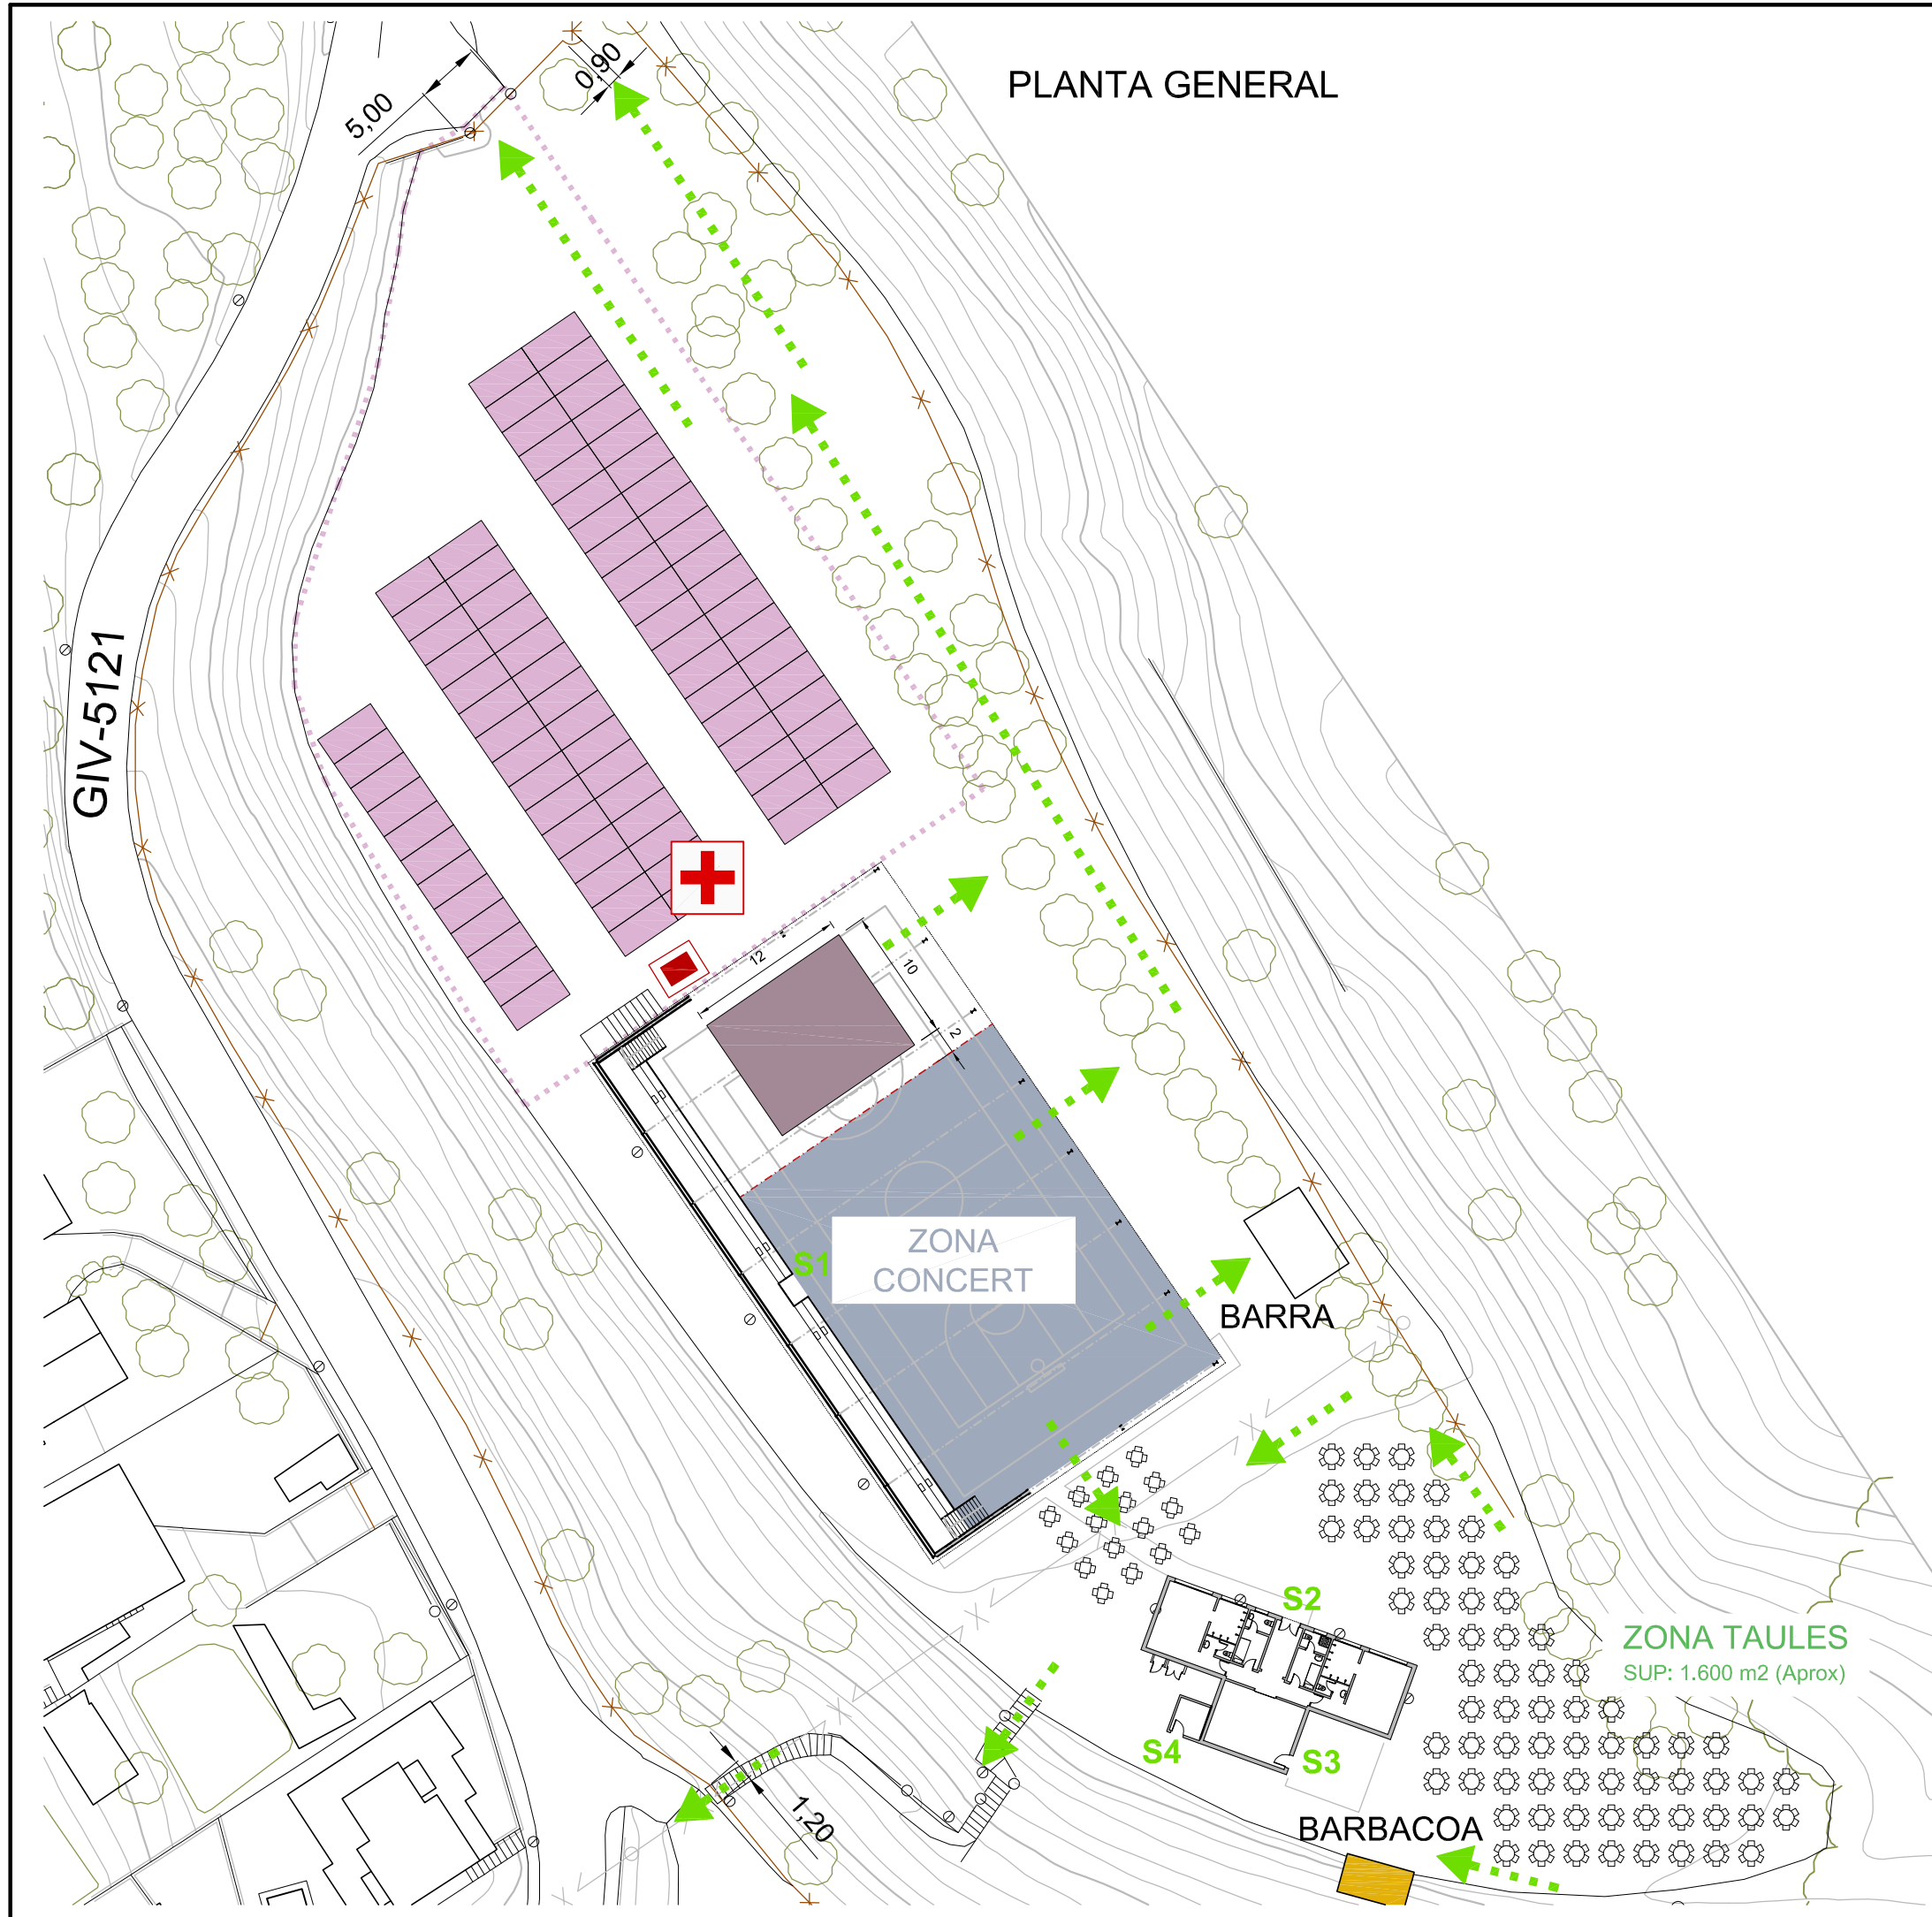 PLANTA GENERAL
5,00
0,90
GIV-5121
12
10
2
ZONA
CONCERT
S1
BARRA
S2
ZONA TAULES
SUP: 1.600 m2 (Aprox)
S4
S3
1,20
BARBACOA